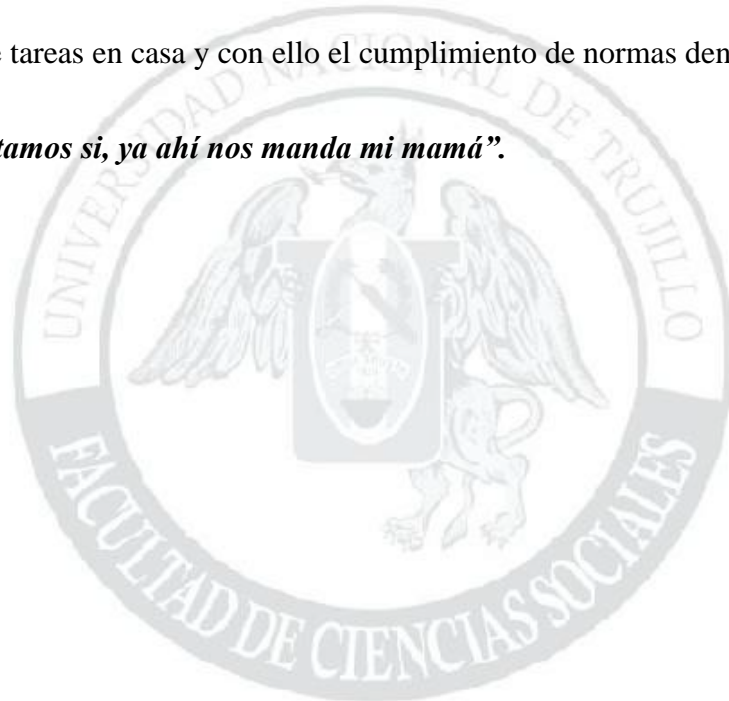 tareas en casa y con ello el cumplimiento de normas den
tamos si, ya ahí nos manda mi mamá”.
UNIVERSIDAD NACIONAL DE TRUJILLO
FACULTAD DE CIENCIAS SOCIALES